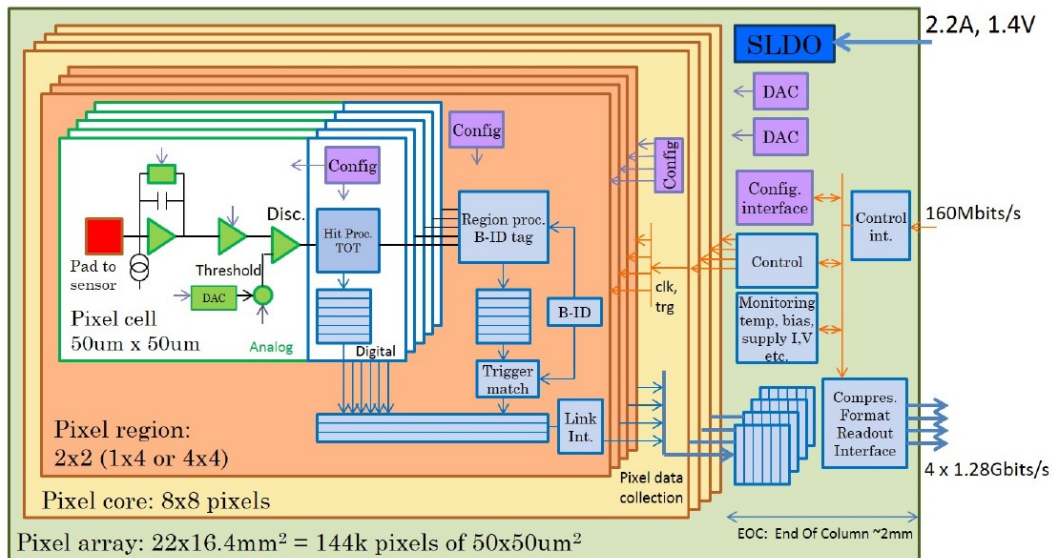 2.2A, 1.4V
SLDO
DAC
DAC
Config
Config
Config
Config.
interface
Control
int.
160Mbits/s
Disc.
Hit Proc.
TOT
Region proc.
B-ID tag
Pad to
sensor
Threshold
DAC
Control
clk,
trg
Pixel cell
50um x 50um
Analog
Digital
B-ID
Monitoring
temp, bias,
supply I,V
etc.
Trigger
match
Link
Int.
Compres.
Format
Readout
Interface
Pixel region:
2x2 (1x4 or 4x4)
Pixel data
collection
4 x 1.28Gbits/s
Pixel core: 8x8 pixels
EOC: End Of Column ~2mm
Pixel array: 22x16.4mm² = 144k pixels of 50x50um²